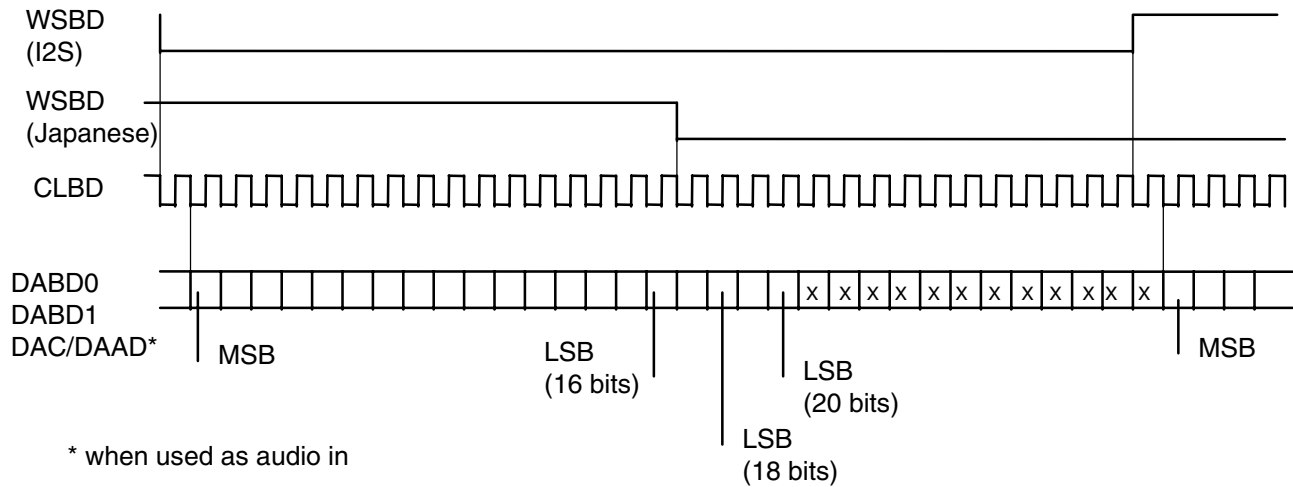 WSBD
(I2S)
WSBD
(Japanese)
CLBD
DABD0
DABD1
DAC/DAAD*
x x x x x x x x x x x x
MSB
LSB
(16 bits)
LSB
(18 bits)
LSB
(20 bits)
MSB
* when used as audio in